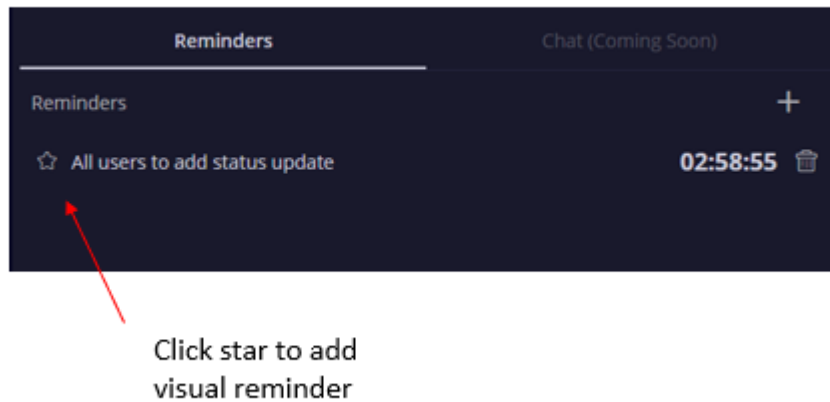 Reminders
Chat (Coming Soon)
Reminders
All users to add status update
02:58:55
Click star to add
visual reminder